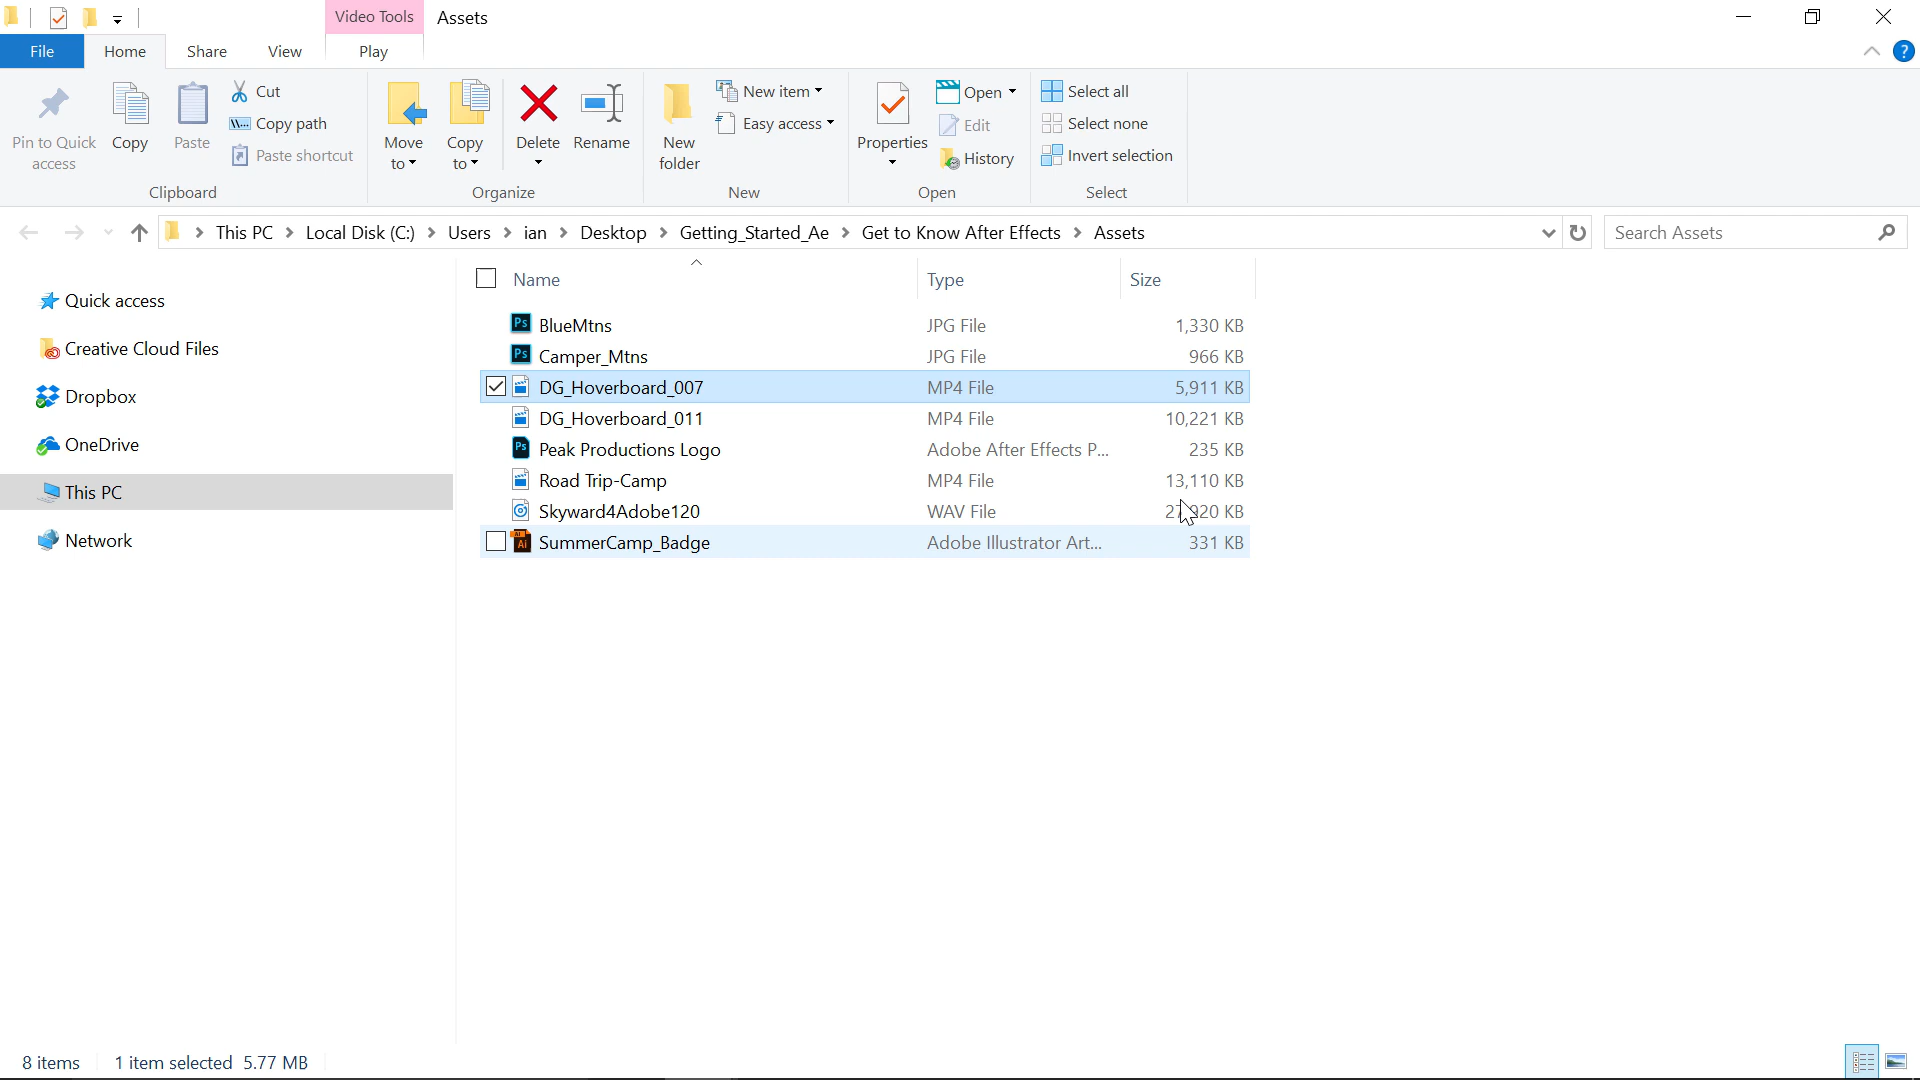 Video Tools Assets
File Home Share View Play
Pin to Quick access
Copy
Paste
Cut
Copy path
Paste shortcut
Clipboard
Move to
Copy to
Delete
Rename
Organize
New folder
New item
Easy access
New
Properties
Open
Edit
History
Open
Select all
Select none
Invert selection
Select
This PC Local Disk (C:) Users ian Desktop Getting_Started_Ae Get to Know After Effects Assets
Search Assets
Quick access
Creative Cloud Files
Dropbox
OneDrive
This PC
Network
Name Type Size
BlueMtns JPG File 1,330 KB
Camper_Mtns JPG File 966 KB
DG_Hoverboard_007 MP4 File 5,911 KB
DG_Hoverboard_011 MP4 File 10,221 KB
Peak Productions Logo Adobe After Effects P... 235 KB
Road Trip-Camp MP4 File 13,110 KB
Skyward4Adobe120 WAV File KB
SummerCamp_Badge Adobe Illustrator Art... 331 KB
8 items 1 item selected 5.77 MB